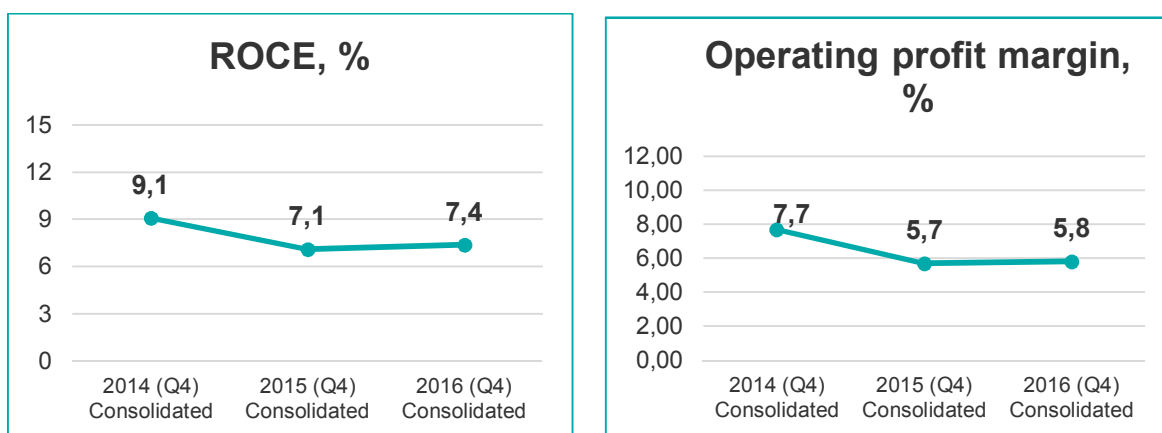 ROCE, %
15
12
9
6
3
0
9,1
7,1
7,4
2014 (Q4)
Consolidated
2015 (Q4)
Consolidated
2016 (Q4)
Consolidated
Operating profit margin,
%
12,00
10,00
8,00
6,00
4,00
2,00
0,00
7,7
5,7
5,8
2014 (Q4)
Consolidated
2015 (Q4)
Consolidated
2016 (Q4)
Consolidated